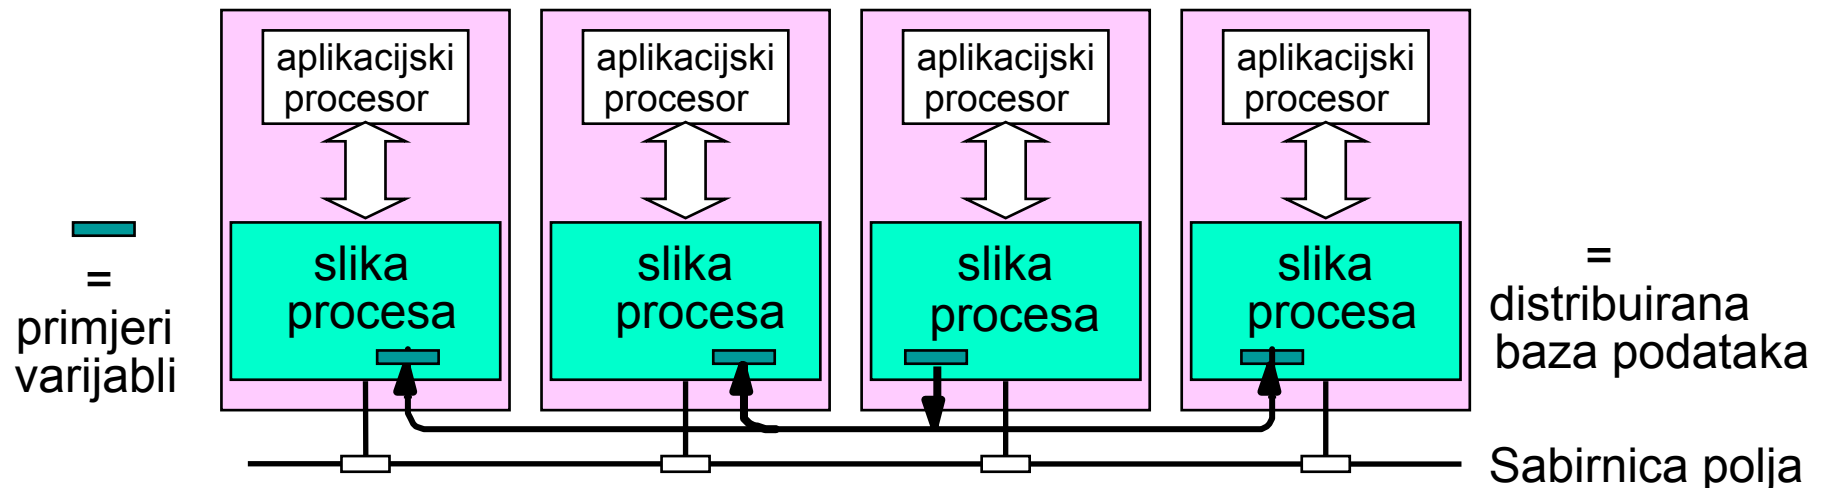 aplikacijski
procesor
aplikacijski
procesor
aplikacijski
procesor
aplikacijski
procesor
=
primjeri
varijabli
slika
procesa
slika
procesa
slika
procesa
slika
procesa
=
distribuirana
baza podataka
Sabirnica polja